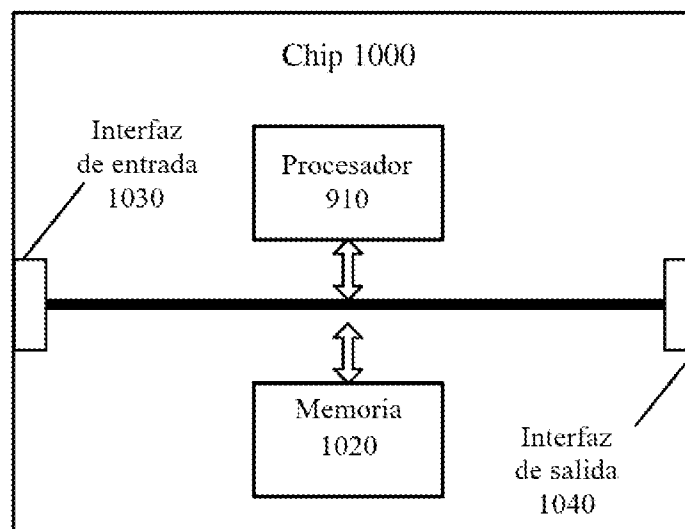 Chip 1000
Interfaz
de entrada
1030
Procesador
910
Memoria
1020
Interfaz
de salida
1040